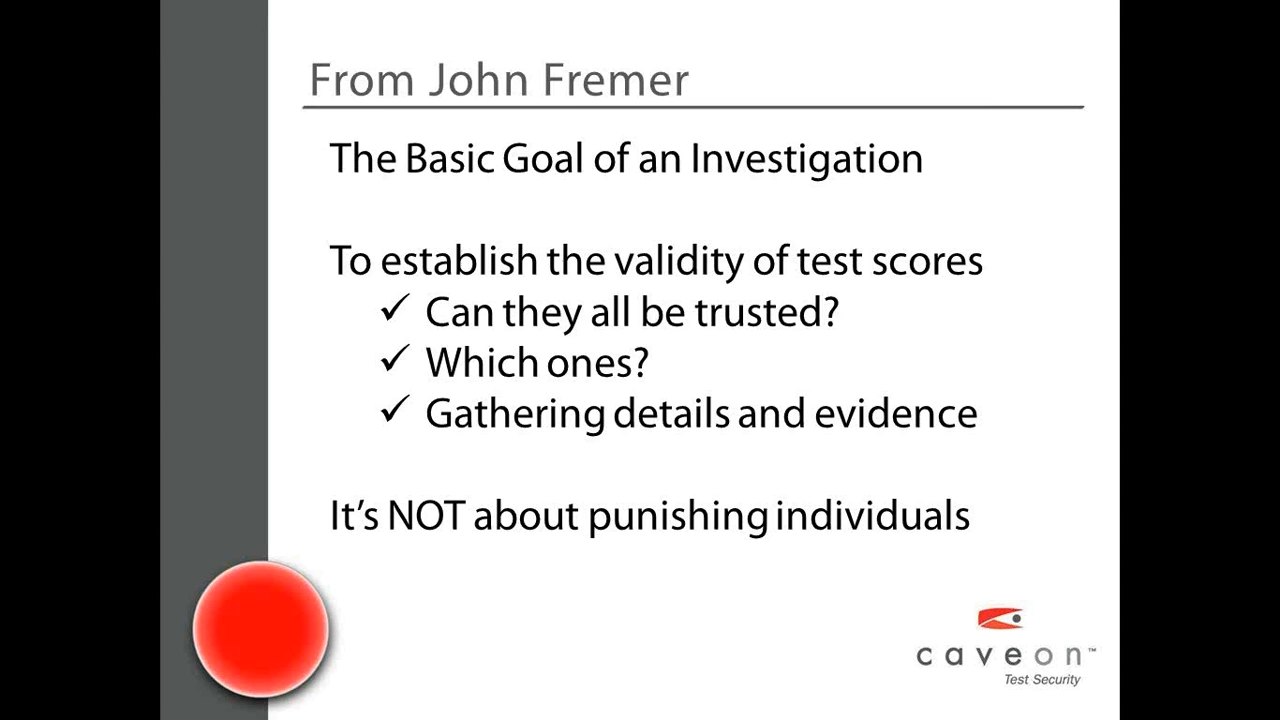 From John Fremer
The Basic Goal of an Investigation
To establish the validity of test scores
✓ Can they all be trusted?
✓ Which ones?
✓ Gathering details and evidence
It's NOT about punishing individuals
caveon™
Test Security